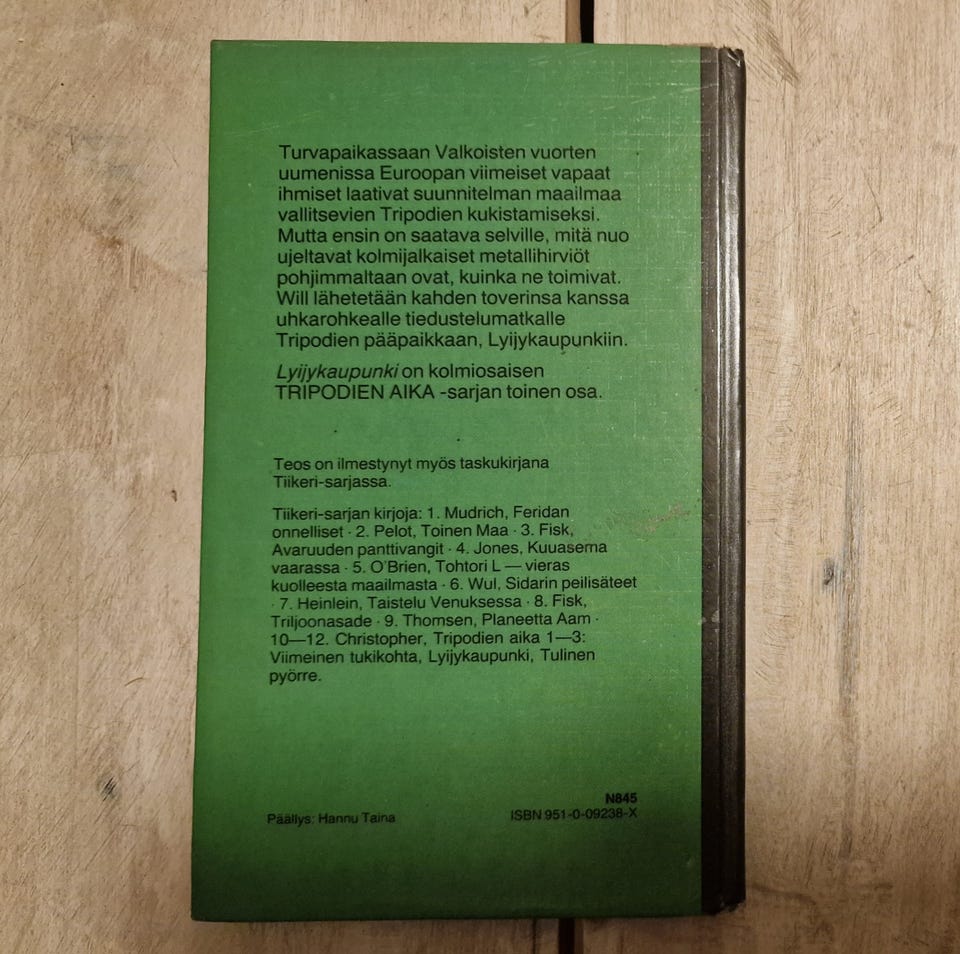 Turvapaikassaan Valkoisten vuorten
uumenissa Euroopan viimeiset vapaat
ihmiset laativat suunnitelman maailmaa
vallitsevien Tripodien kukistamiseksi.
Mutta ensin on saatava selville, mitä nuo
ujeltavat kolmijalkaiset metallihirviöt
pohjimmaltaan ovat, kuinka ne toimivat.
Will lähetetään kahden toverinsa kanssa
uhkarohkealle tiedustelumatkalle
Tripodien pääpaikkaan, Lyijykaupunkiin.
Lyijykaupunki on kolmiosaisen
TRIPODIEN AIKA -sarjan toinen osa.
Teos on ilmestynyt myös taskukirjana
Tiikeri-sarjassa.
Tiikeri-sarjan kirjoja: 1. Mudrich, Feridan
onnelliset · 2. Pelot, Toinen Maa · 3. Fisk,
Avaruuden panttivangit · 4. Jones, Kuuasema
vaarassa · 5. O'Brien, Tohtori L — vieras
kuolleesta maailmasta · 6. Wul, Sidarin peilisäteet
· 7. Heinlein, Taistelu Venuksessa · 8. Fisk,
Triljoonasade · 9. Thomsen, Planeetta Aam ·
10—12. Christopher, Tripodien aika 1—3:
Viimeinen tukikohta, Lyijykaupunki, Tulinen
pyörre.
N845
Päällys: Hannu Taina ISBN 951-0-09238-X